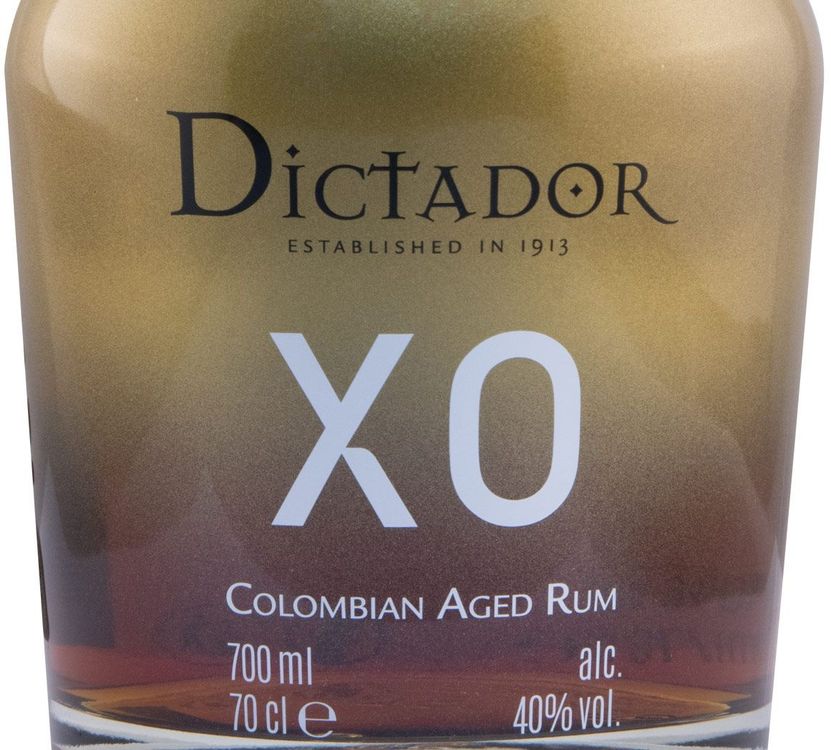 DICTADOR
ESTABLISHED IN 1913
XO
COLOMBIAN AGED RUM
700 ml
70 cl ℮
alc.
40% vol.